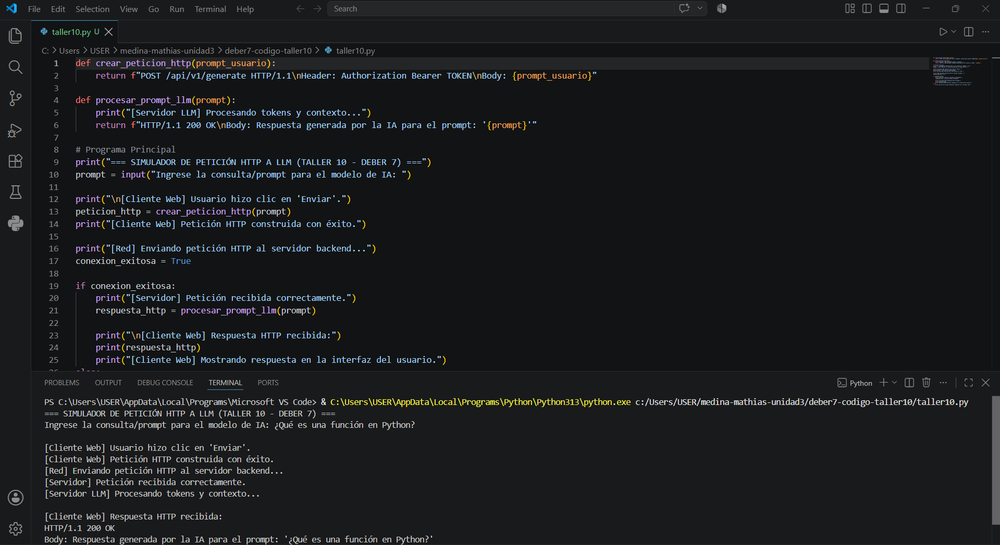 File Edit Selection View Go Run Terminal Help
Search
taller10.py U
C: > Users > USER > medina-mathias-unidad3 > deber7-codigo-taller10 > taller10.py
1 def crear_peticion_http(prompt_usuario):
2 return f"POST /api/v1/generate HTTP/1.1\nHeader: Authorization Bearer TOKEN\nBody: {prompt_usuario}"
3
4 def procesar_prompt_llm(prompt):
5 print("[Servidor LLM] Procesando tokens y contexto...")
6 return f"HTTP/1.1 200 OK\nBody: Respuesta generada por la IA para el prompt: '{prompt}'"
7
8 # Programa Principal
9 print("=== SIMULADOR DE PETICIÓN HTTP A LLM (TALLER 10 - DEBER 7) ===")
10 prompt = input("Ingrese la consulta/prompt para el modelo de IA: ")
11
12 print("\n[Cliente Web] Usuario hizo clic en 'Enviar'.")
13 peticion_http = crear_peticion_http(prompt)
14 print("[Cliente Web] Petición HTTP construida con éxito.")
15
16 print("[Red] Enviando petición HTTP al servidor backend...")
17 conexion_exitosa = True
18
19 if conexion_exitosa:
20 print("[Servidor] Petición recibida correctamente.")
21 respuesta_http = procesar_prompt_llm(prompt)
22
23 print("\n[Cliente Web] Respuesta HTTP recibida:")
24 print(respuesta_http)
25 print("[Cliente Web] Mostrando respuesta en la interfaz del usuario.")
26 else:
PROBLEMS OUTPUT DEBUG CONSOLE TERMINAL PORTS
Python
PS C:\Users\USER\AppData\Local\Programs\Microsoft VS Code> & C:\Users\USER\AppData\Local\Programs\Python\Python313\python.exe c:/Users/USER/medina-mathias-unidad3/deber7-codigo-taller10/taller10.py
=== SIMULADOR DE PETICIÓN HTTP A LLM (TALLER 10 - DEBER 7) ===
Ingrese la consulta/prompt para el modelo de IA: ¿Qué es una función en Python?
[Cliente Web] Usuario hizo clic en 'Enviar'.
[Cliente Web] Petición HTTP construida con éxito.
[Red] Enviando petición HTTP al servidor backend...
[Servidor] Petición recibida correctamente.
[Servidor LLM] Procesando tokens y contexto...
[Cliente Web] Respuesta HTTP recibida:
HTTP/1.1 200 OK
Body: Respuesta generada por la IA para el prompt: '¿Qué es una función en Python?'